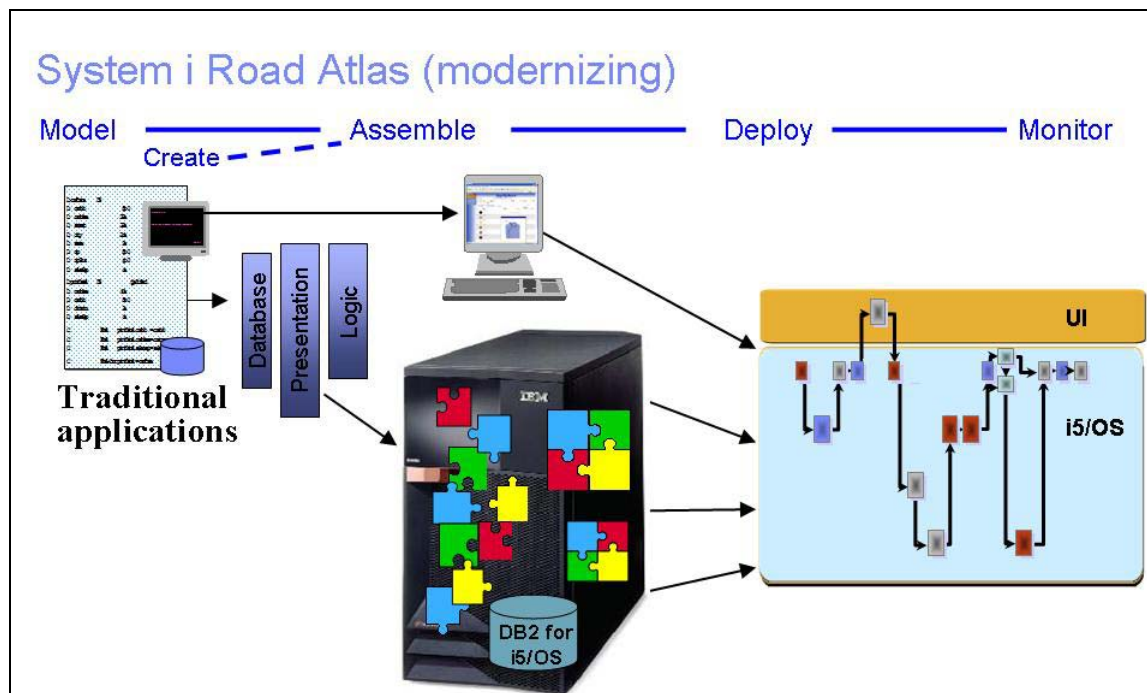 System i Road Atlas (modernizing)
Model
Assemble
Deploy
Monitor
Create
Database
Presentation
Logic
Traditional
applications
IBM
DB2 for
i5/OS
UI
i5/OS